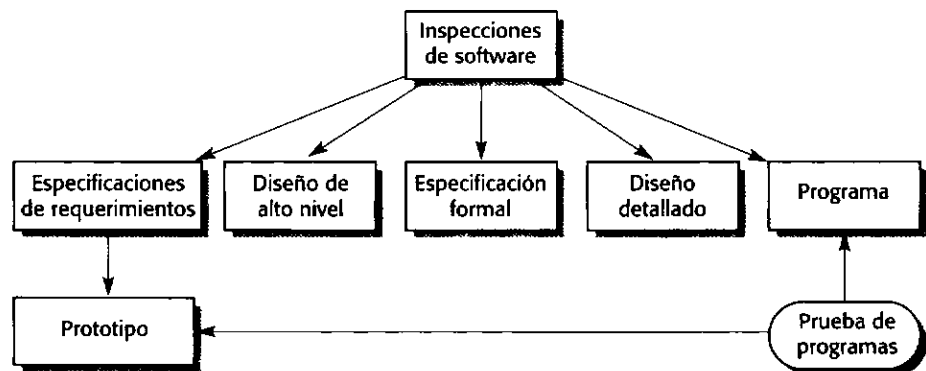 Inspecciones
de software
Especificaciones
de requerimientos
Diseño de
alto nivel
Especificación
formal
Diseño
detallado
Programa
Prototipo
Prueba de
programas